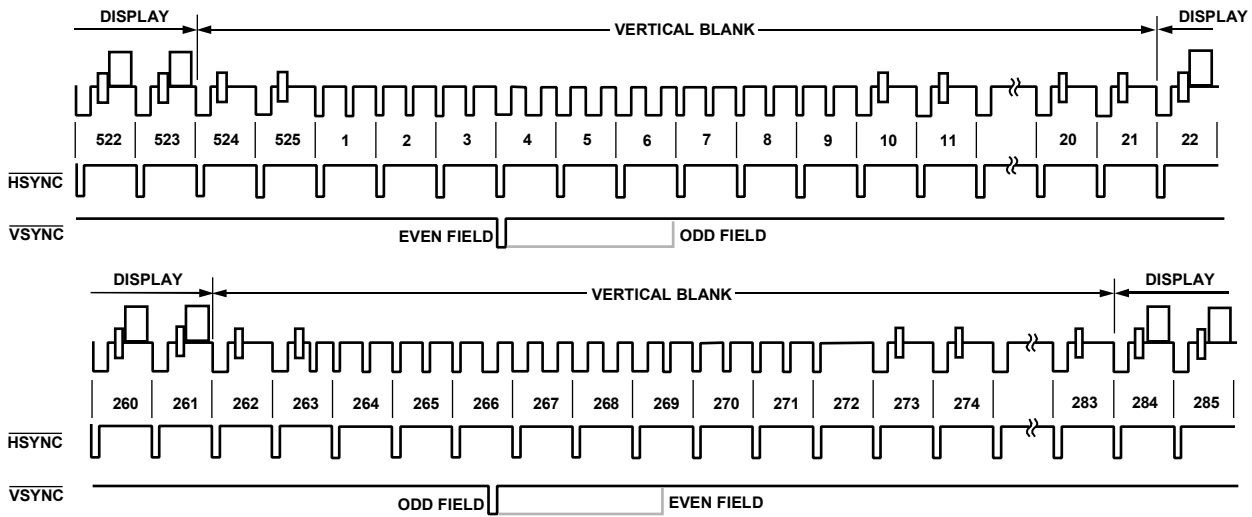 DISPLAY VERTICAL BLANK DISPLAY
522 523 524 525 1 2 3 4 5 6 7 8 9 10 11 20 21 22
HSYNC
VSYNC EVEN FIELD ODD FIELD
DISPLAY VERTICAL BLANK DISPLAY
260 261 262 263 264 265 266 267 268 269 270 271 272 273 274 283 284 285
HSYNC
VSYNC ODD FIELD EVEN FIELD